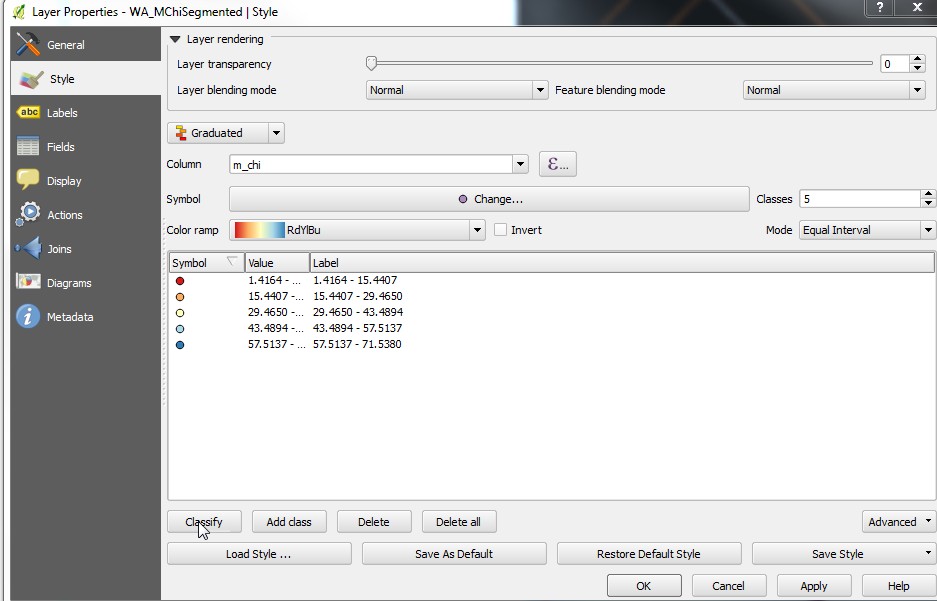 Layer Properties - WA_MChiSegmented | Style
? X
General
Style
abc Labels
Fields
Display
Actions
Joins
Diagrams
i Metadata
Layer rendering
Layer transparency 0
Layer blending mode Normal Feature blending mode Normal
Graduated
Column m_chi ε...
Symbol Change... Classes 5
Color ramp RdYlBu Invert Mode Equal Interval
Symbol Value Label
1.4164 - ... 1.4164 - 15.4407
15.4407 -... 15.4407 - 29.4650
29.4650 -... 29.4650 - 43.4894
43.4894 -... 43.4894 - 57.5137
57.5137 - ... 57.5137 - 71.5380
Classify Add class Delete Delete all Advanced
Load Style ... Save As Default Restore Default Style Save Style
OK Cancel Apply Help